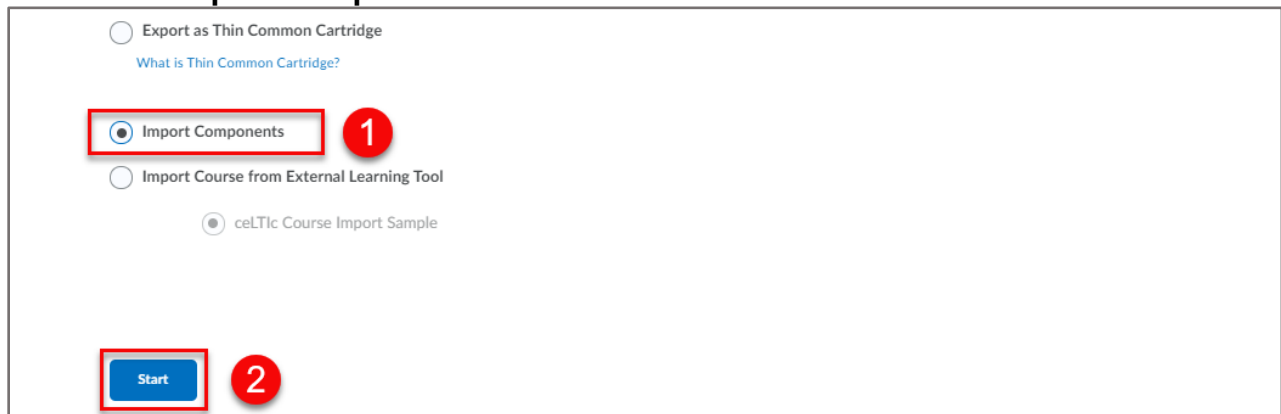 Export as Thin Common Cartridge
What is Thin Common Cartridge?
Import Components
1
Import Course from External Learning Tool
ceLTIc Course Import Sample
Start
2